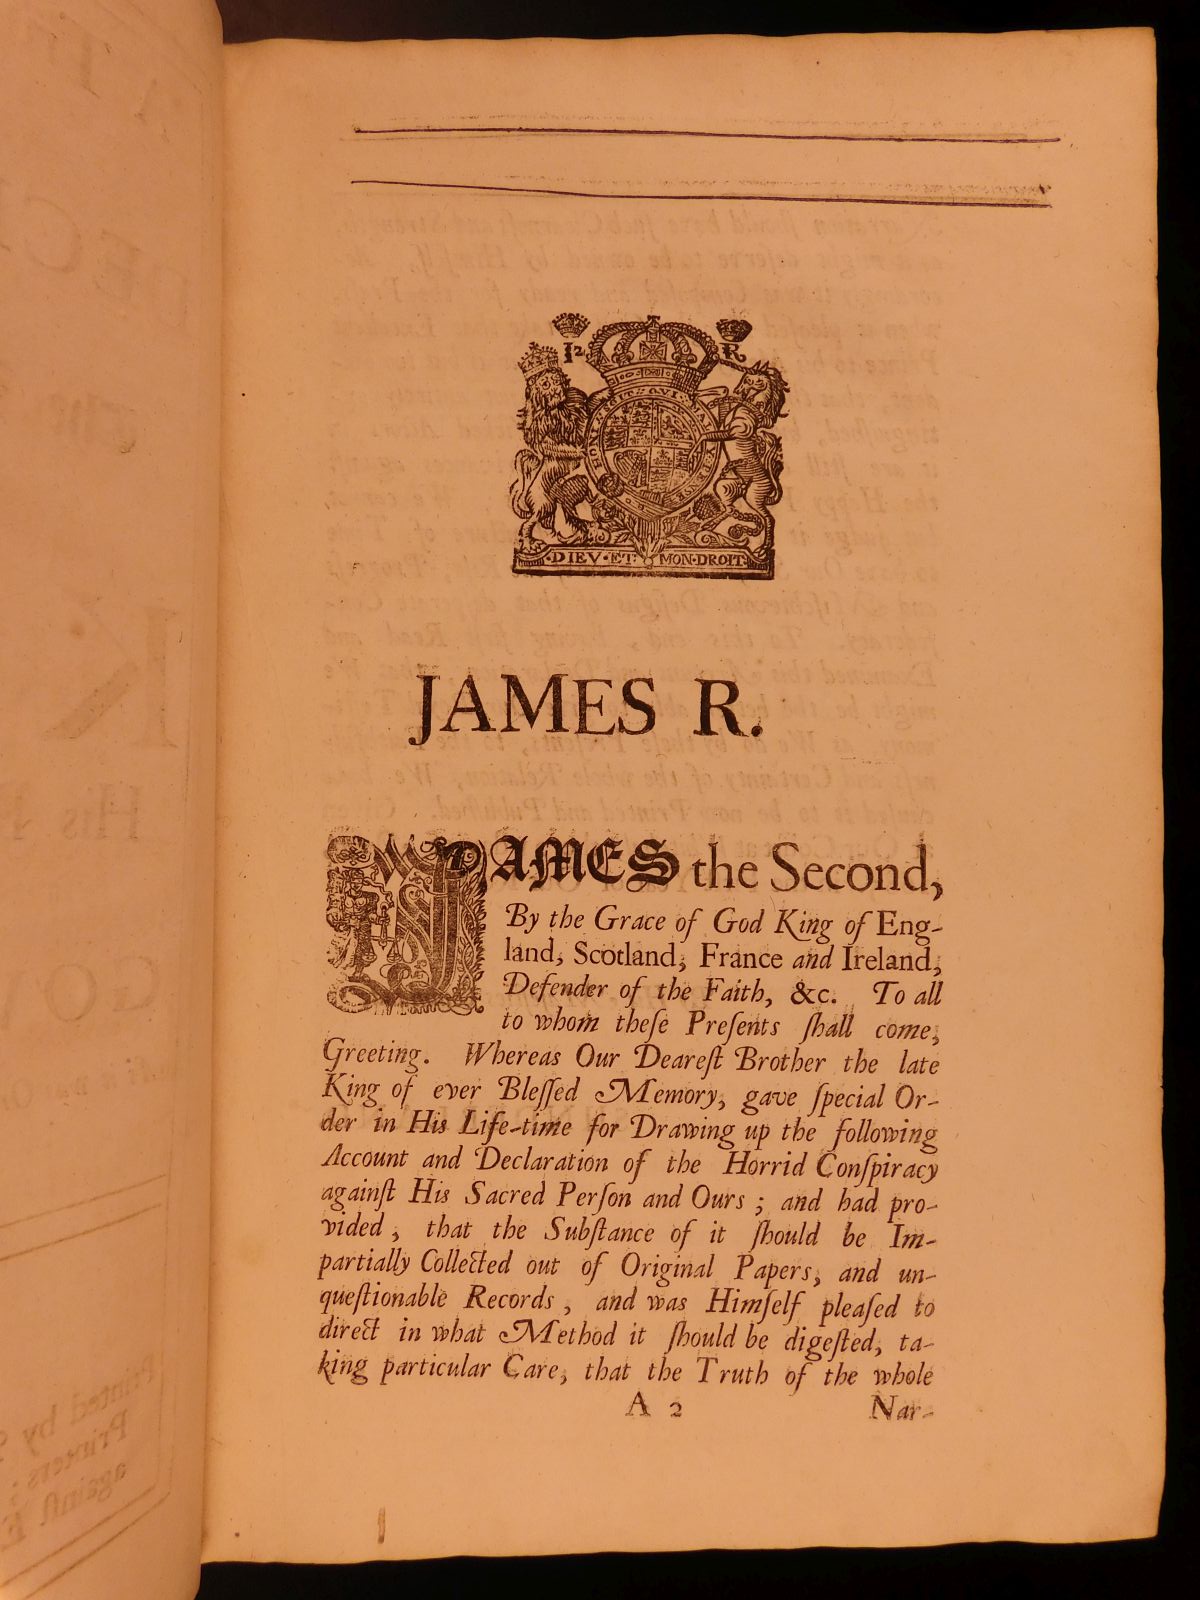 I2 R
HONI SOIT QUI MAL Y
DIEV·ET· MON·DROIT·
JAMES R.
JAMES the Second,
By the Grace of God King of Eng-
land, Scotland, France and Ireland,
Defender of the Faith, &c. To all
to whom theſe Preſents ſhall come,
Greeting. Whereas Our Deareſt Brother the late
King of ever Bleſſed Memory, gave ſpecial Or-
der in His Life-time for Drawing up the following
Account and Declaration of the Horrid Conſpiracy
againſt His Sacred Perſon and Ours ; and had pro-
vided , that the Subſtance of it ſhould be Im-
partially Collected out of Original Papers, and un-
queſtionable Records , and was Himſelf pleaſed to
direct in what Method it ſhould be digeſted, ta-
king particular Care, that the Truth of the whole
A 2 Nar-